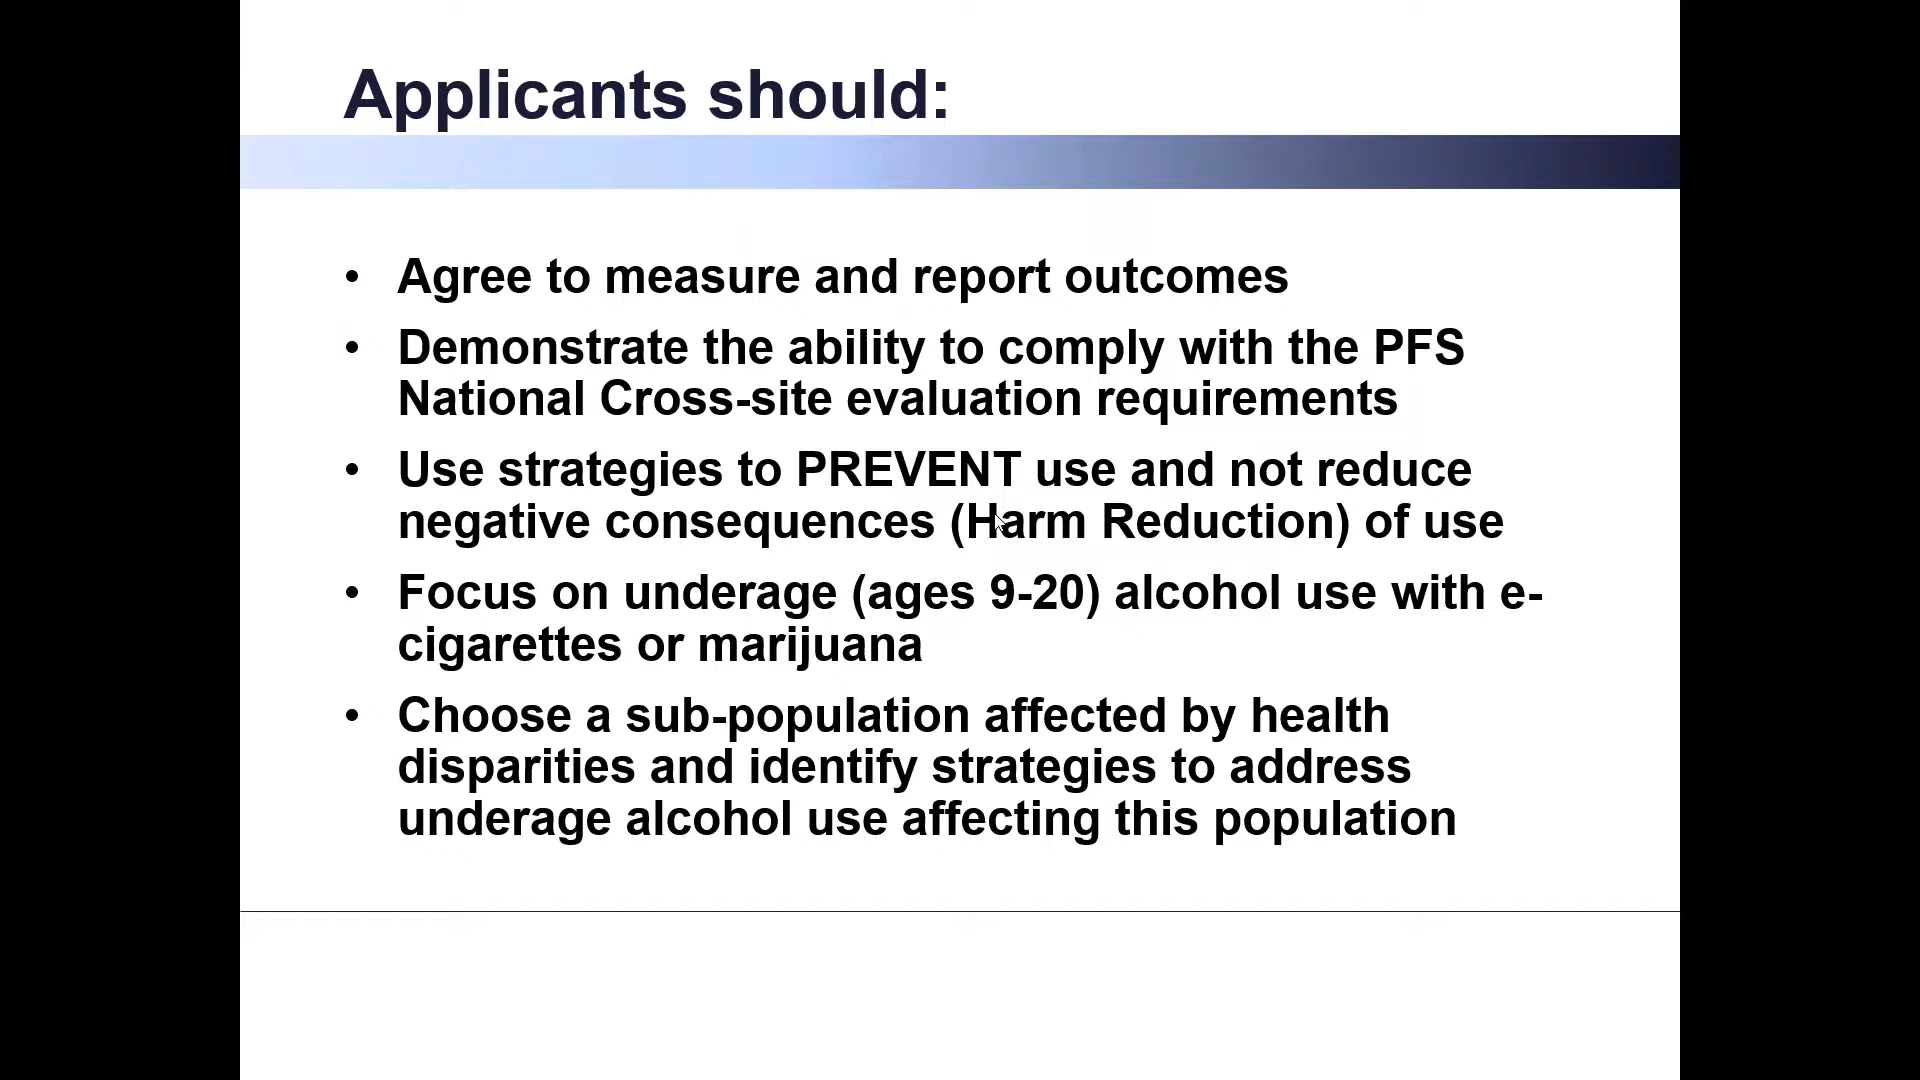 Applicants should:
• Agree to measure and report outcomes
• Demonstrate the ability to comply with the PFS
National Cross-site evaluation requirements
• Use strategies to PREVENT use and not reduce
negative consequences (Harm Reduction) of use
• Focus on underage (ages 9-20) alcohol use with e-
cigarettes or marijuana
• Choose a sub-population affected by health
disparities and identify strategies to address
underage alcohol use affecting this population